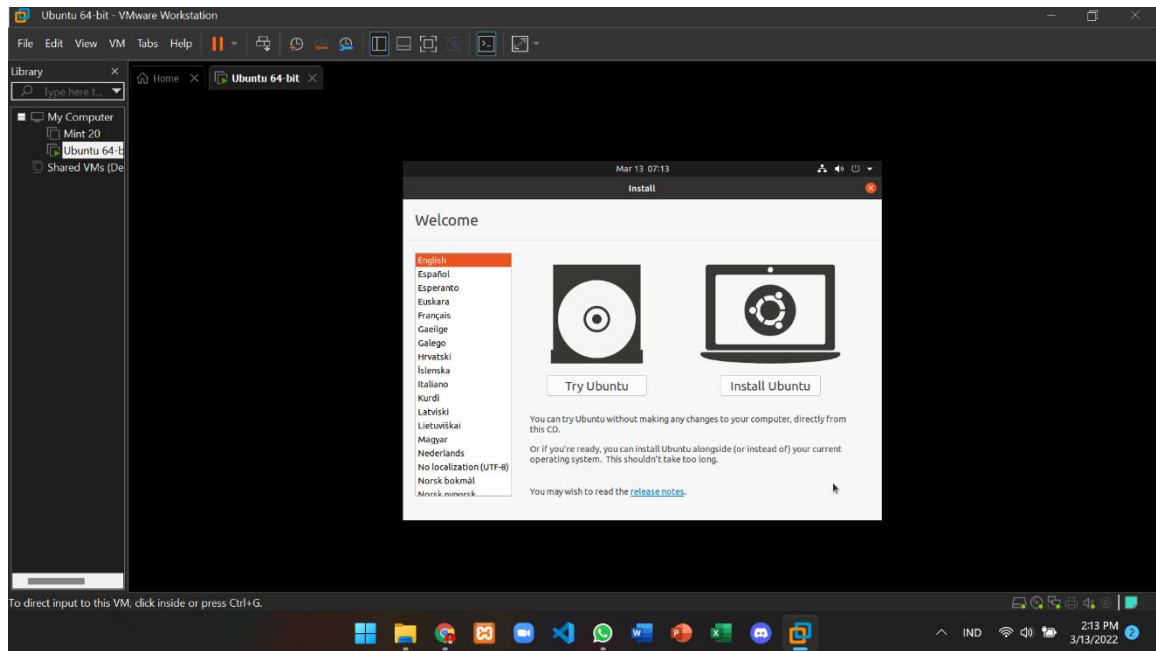 Ubuntu 64-bit - VMware Workstation
File Edit View VM Tabs Help
Library
Type here t...
Home
Ubuntu 64-bit
My Computer
Mint 20
Ubuntu 64-b
Shared VMs (De
Mar 13 07:13
Install
Welcome
English
Español
Esperanto
Euskara
Français
Gaeilge
Galego
Hrvatski
Íslenska
Italiano
Kurdî
Latviski
Lietuviškai
Magyar
Nederlands
No localization (UTF-8)
Norsk bokmål
Norsk nynorsk
Try Ubuntu
Install Ubuntu
You can try Ubuntu without making any changes to your computer, directly from
this CD.
Or if you're ready, you can install Ubuntu alongside (or instead of) your current
operating system. This shouldn't take too long.
You may wish to read the release notes.
To direct input to this VM, click inside or press Ctrl+G.
IND
2:13 PM
3/13/2022
2